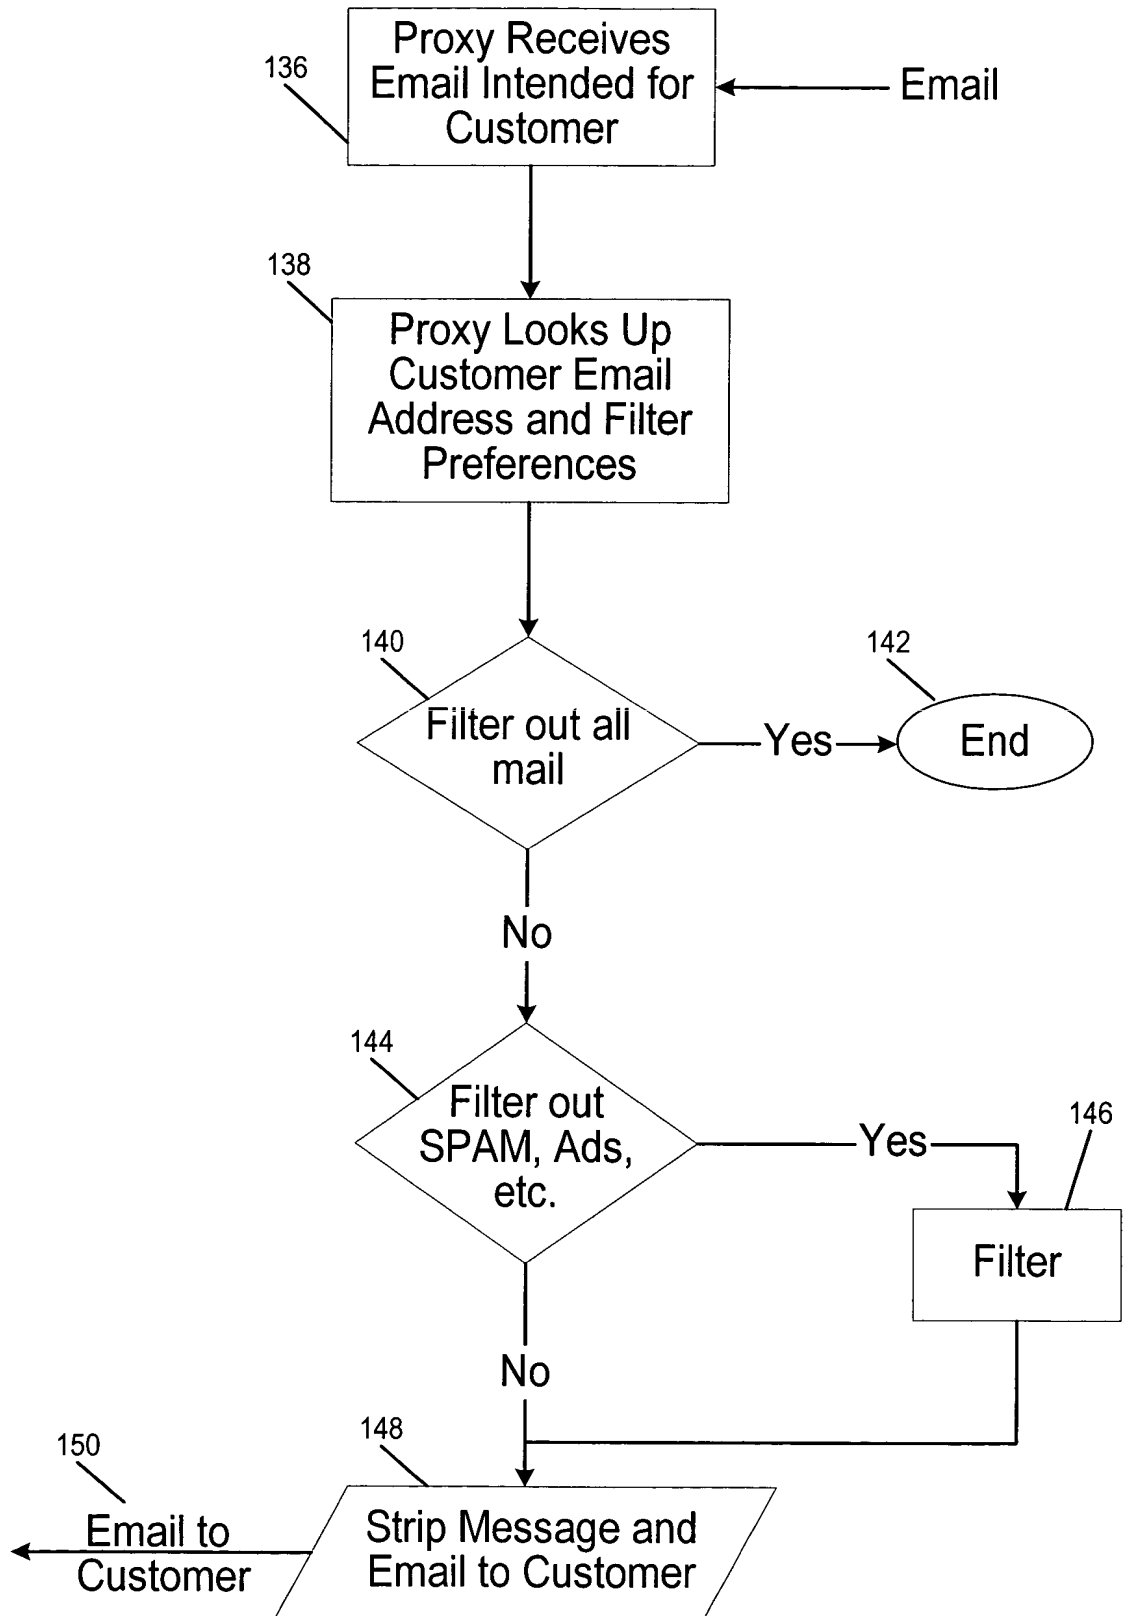 Proxy Receives
Email Intended for
Customer
136
Email
138
Proxy Looks Up
Customer Email
Address and Filter
Preferences
140
Filter out all
mail
Yes
142
End
No
144
Filter out
SPAM, Ads,
etc.
Yes
146
Filter
No
148
Strip Message and
Email to Customer
150
Email to
Customer